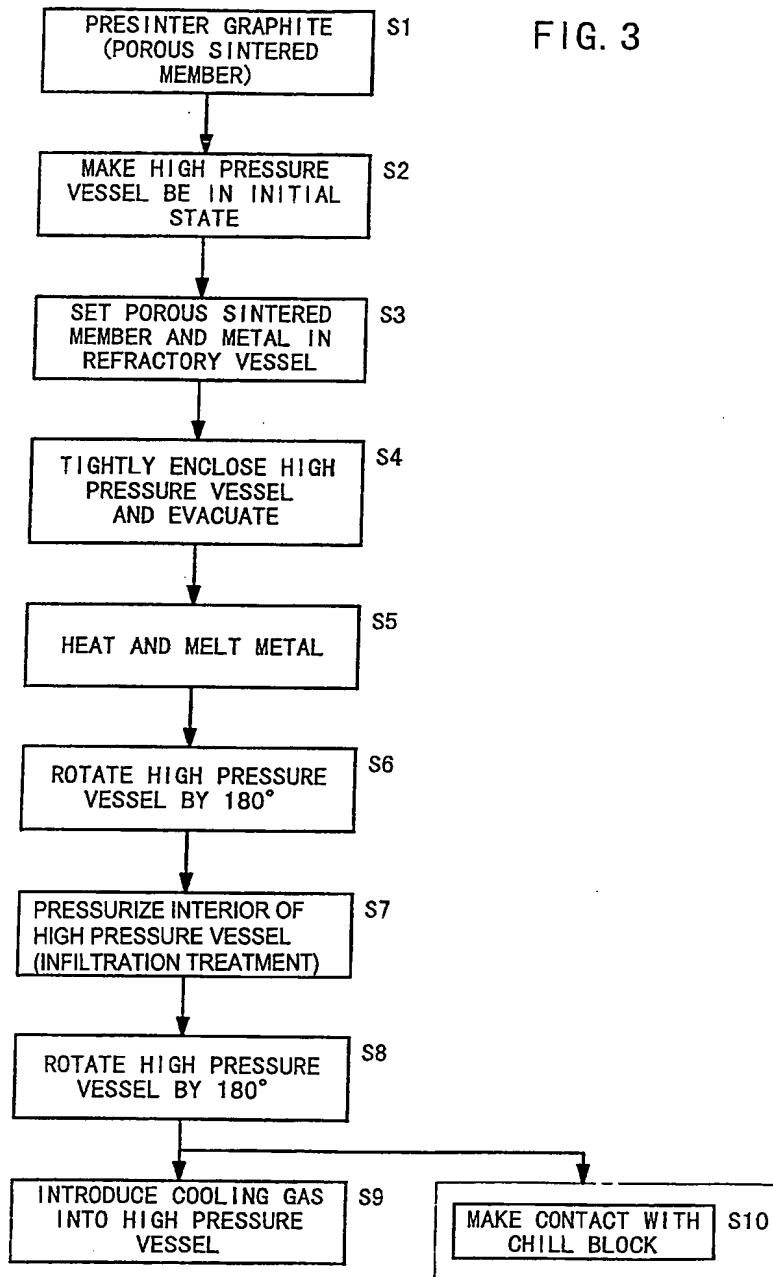 FIG. 3
PRESINTER GRAPHITE
(POROUS SINTERED
MEMBER)
S1
MAKE HIGH PRESSURE
VESSEL BE IN INITIAL
STATE
S2
SET POROUS SINTERED
MEMBER AND METAL IN
REFRACTORY VESSEL
S3
TIGHTLY ENCLOSE HIGH
PRESSURE VESSEL
AND EVACUATE
S4
HEAT AND MELT METAL
S5
ROTATE HIGH PRESSURE
VESSEL BY 180°
S6
PRESSURIZE INTERIOR OF
HIGH PRESSURE VESSEL
(INFILTRATION TREATMENT)
S7
ROTATE HIGH PRESSURE
VESSEL BY 180°
S8
INTRODUCE COOLING GAS
INTO HIGH PRESSURE
VESSEL
S9
MAKE CONTACT WITH
CHILL BLOCK
S10